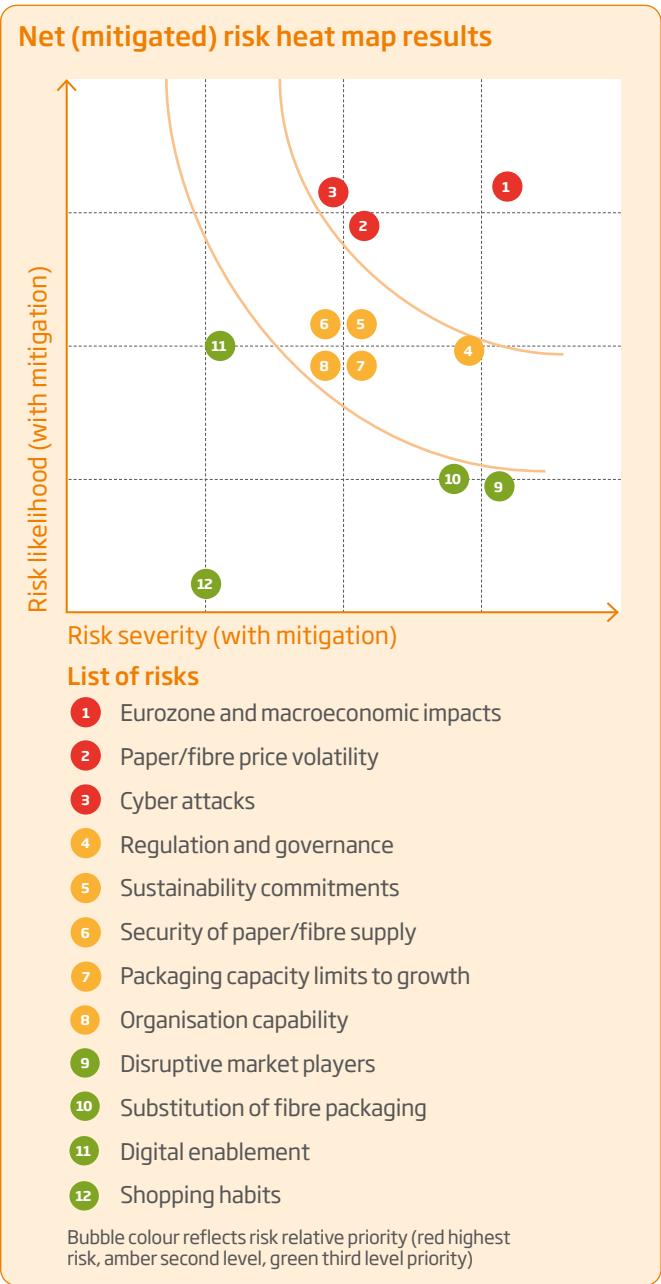 Net (mitigated) risk heat map results
Risk likelihood (with mitigation)
1
3
2
6
5
11
4
8
7
10
9
12
Risk severity (with mitigation)
List of risks
1 Eurozone and macroeconomic impacts
2 Paper/fibre price volatility
3 Cyber attacks
4 Regulation and governance
5 Sustainability commitments
6 Security of paper/fibre supply
7 Packaging capacity limits to growth
8 Organisation capability
9 Disruptive market players
10 Substitution of fibre packaging
11 Digital enablement
12 Shopping habits
Bubble colour reflects risk relative priority (red highest
risk, amber second level, green third level priority)